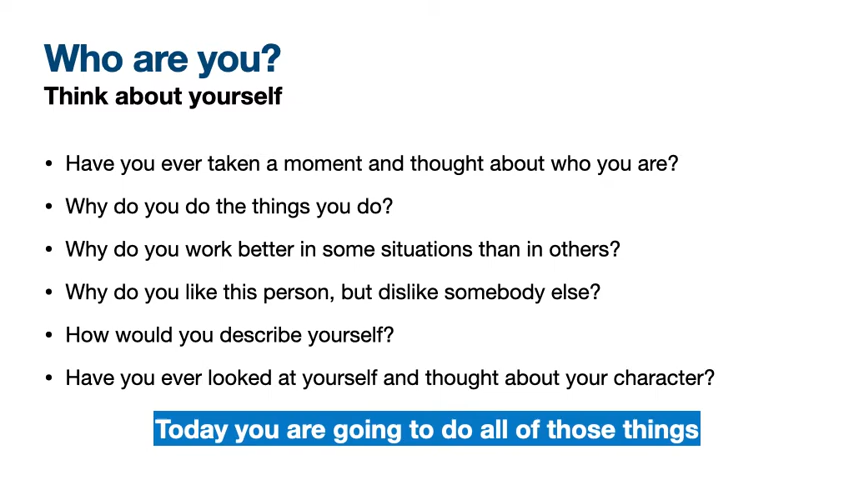 Who are you?
Think about yourself
• Have you ever taken a moment and thought about who you are?
• Why do you do the things you do?
• Why do you work better in some situations than in others?
• Why do you like this person, but dislike somebody else?
• How would you describe yourself?
• Have you ever looked at yourself and thought about your character?
Today you are going to do all of those things